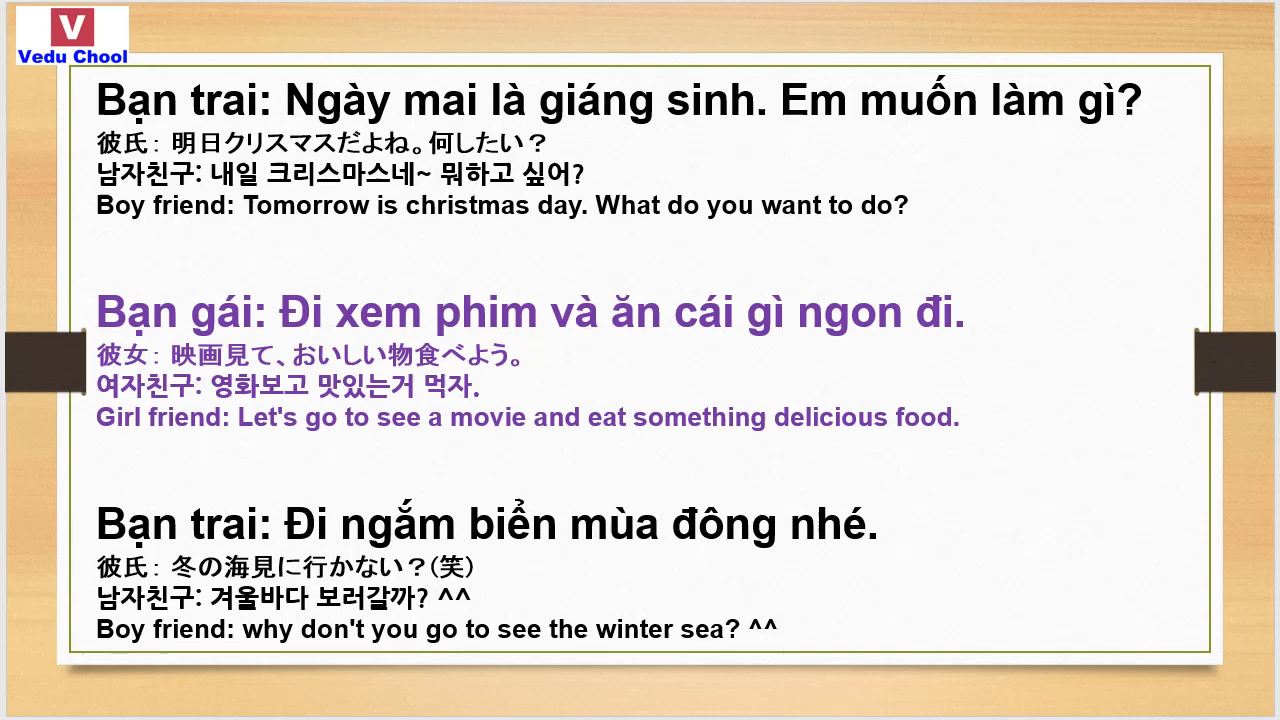 V
Vedu Chool
Bạn trai: Ngày mai là giáng sinh. Em muốn làm gì?
彼氏： 明日クリスマスだよね。何したい？
남자친구: 내일 크리스마스네~ 뭐하고 싶어?
Boy friend: Tomorrow is christmas day. What do you want to do?
Bạn gái: Đi xem phim và ăn cái gì ngon đi.
彼女： 映画見て、おいしい物食べよう。
여자친구: 영화보고 맛있는거 먹자.
Girl friend: Let's go to see a movie and eat something delicious food.
Bạn trai: Đi ngắm biển mùa đông nhé.
彼氏： 冬の海見に行かない？(笑)
남자친구: 겨울바다 보러갈까? ^^
Boy friend: why don't you go to see the winter sea? ^^